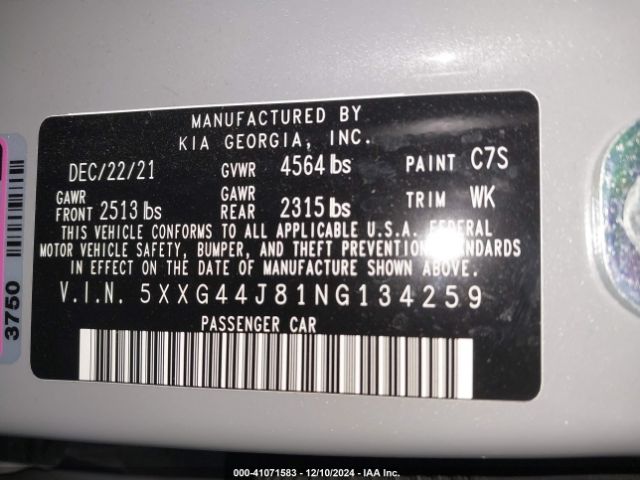 MANUFACTURED BY
KIA GEORGIA, INC.
DEC/22/21 GVWR 4564 lbs PAINT C7S
GAWR FRONT 2513 lbs GAWR REAR 2315 lbs TRIM WK
THIS VEHICLE CONFORMS TO ALL APPLICABLE U.S.A. FEDERAL
MOTOR VEHICLE SAFETY, BUMPER, AND THEFT PREVENTION STANDARDS
IN EFFECT ON THE DATE OF MANUFACTURE SHOWN ABOVE.
V.I.N. 5XXG44J81NG134259
PASSENGER CAR
3750
000-41071583 - 12/10/2024 - IAA Inc.